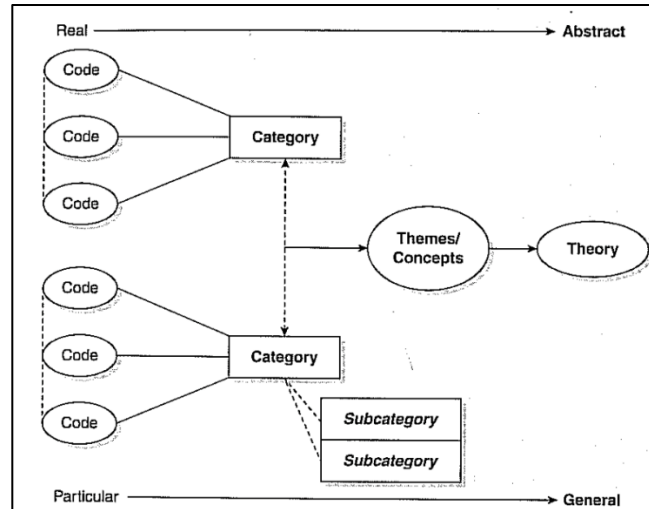 Real
Abstract
Code
Code
Category
Code
Themes/
Concepts
Theory
Code
Code
Category
Code
Subcategory
Subcategory
Particular
General